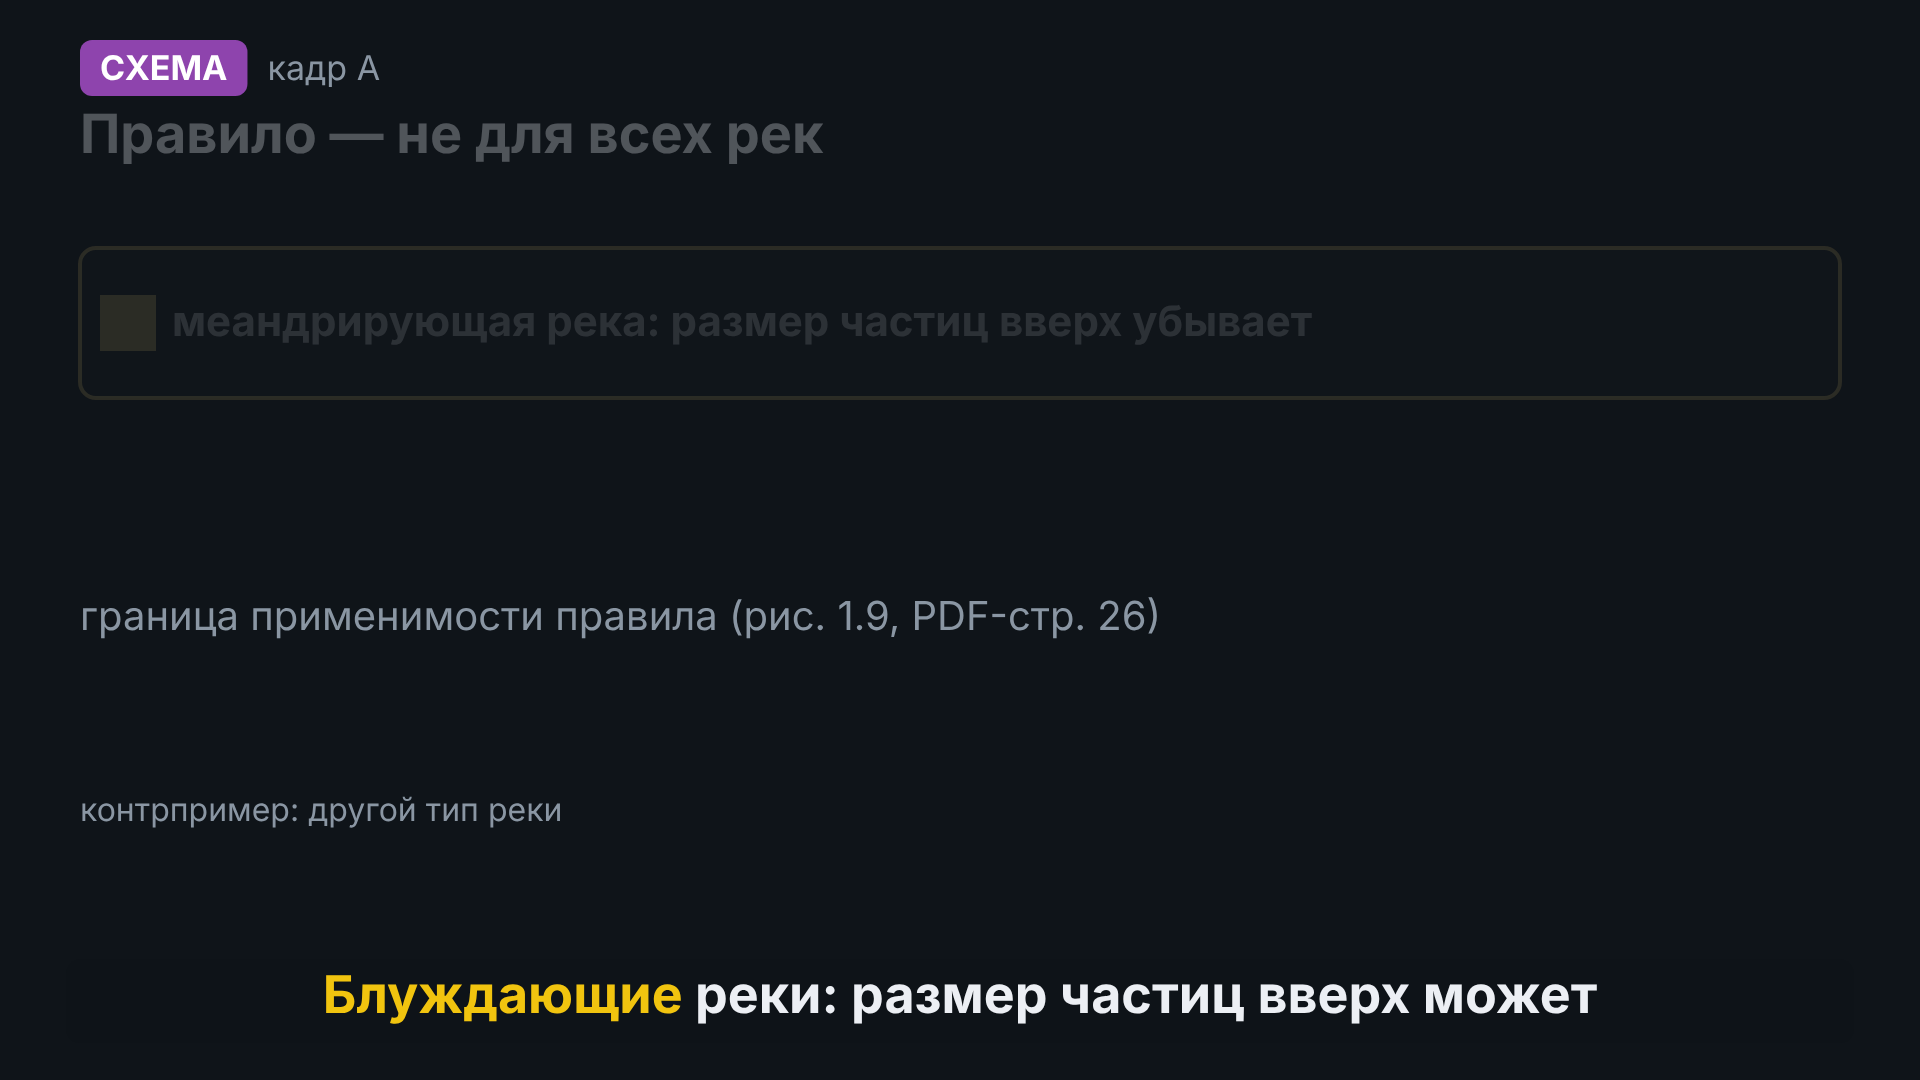 СХЕМА кадр А
Правило — не для всех рек
меандрирующая река: размер частиц вверх убывает
граница применимости правила (рис. 1.9, PDF-стр. 26)
контрпример: другой тип реки
Блуждающие реки: размер частиц вверх может